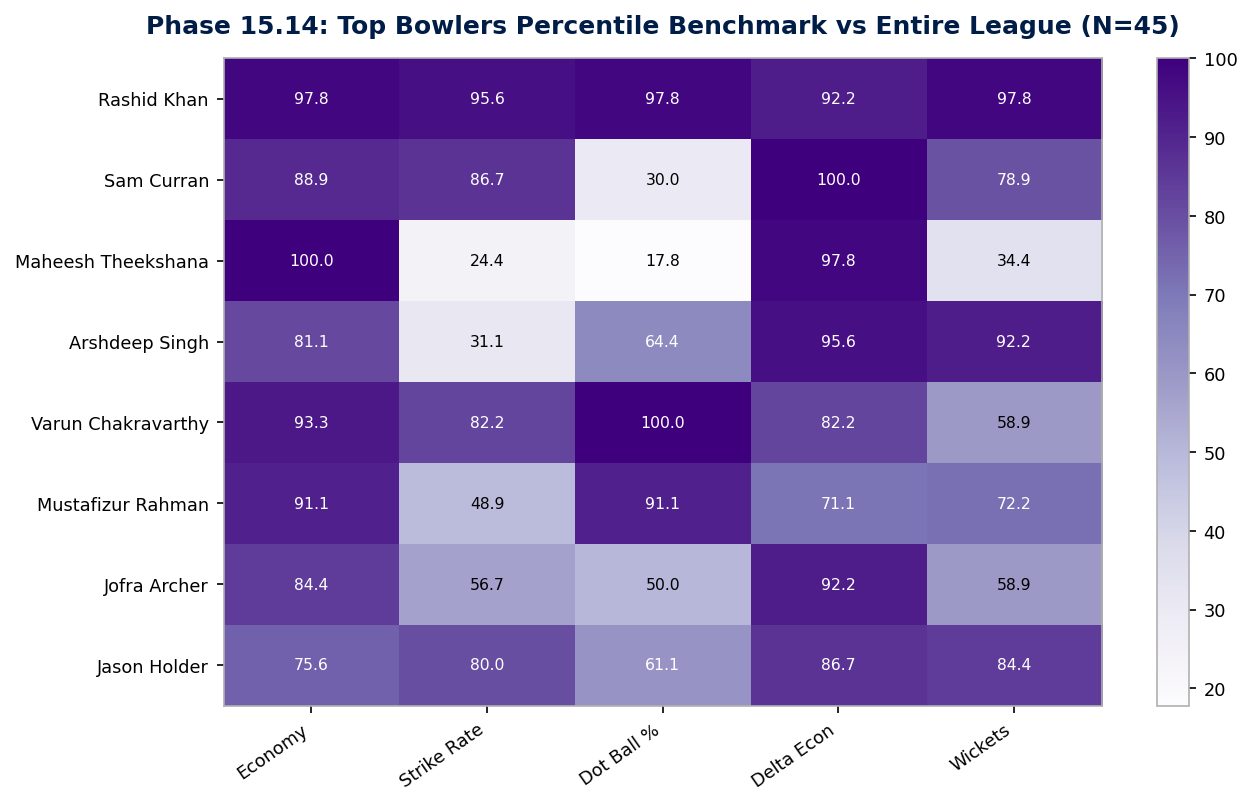 Phase 15.14: Top Bowlers Percentile Benchmark vs Entire League (N=45)
Rashid Khan 97.8 95.6 97.8 92.2 97.8
Sam Curran 88.9 86.7 30.0 100.0 78.9
Maheesh Theekshana 100.0 24.4 17.8 97.8 34.4
Arshdeep Singh 81.1 31.1 64.4 95.6 92.2
Varun Chakravarthy 93.3 82.2 100.0 82.2 58.9
Mustafizur Rahman 91.1 48.9 91.1 71.1 72.2
Jofra Archer 84.4 56.7 50.0 92.2 58.9
Jason Holder 75.6 80.0 61.1 86.7 84.4
Economy Strike Rate Dot Ball % Delta Econ Wickets
100
90
80
70
60
50
40
30
20